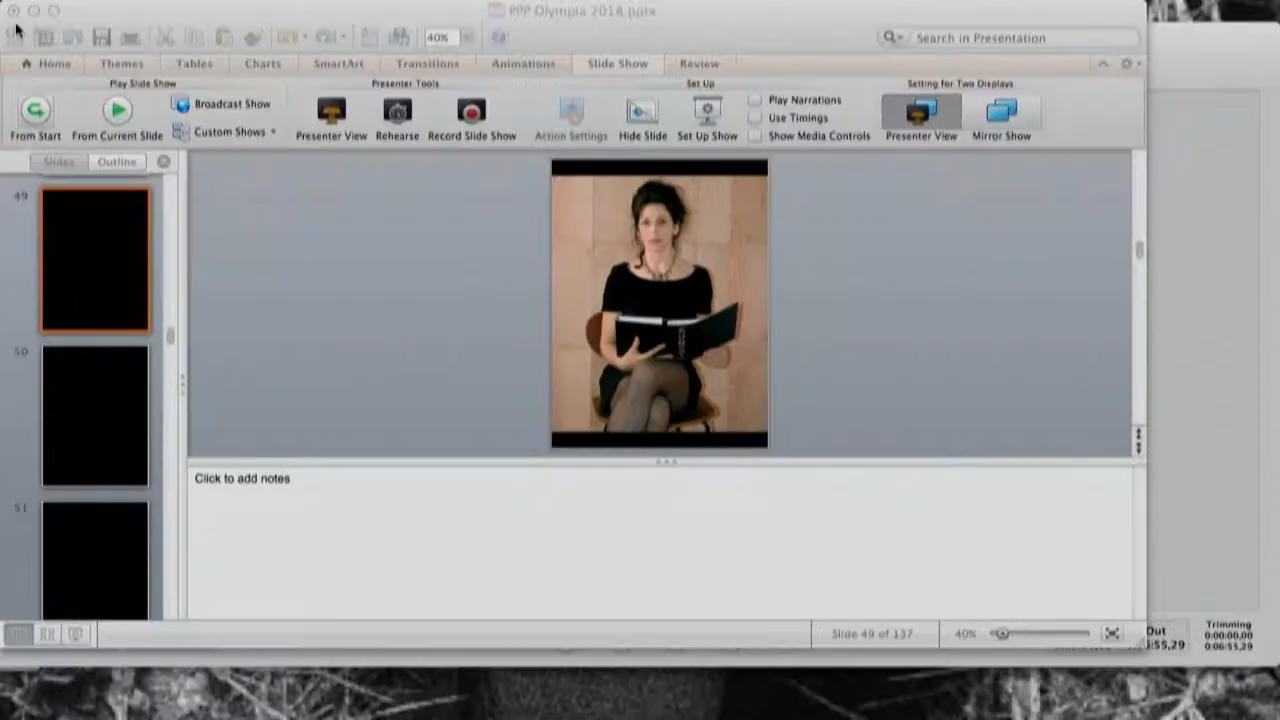 PPP Olympia 2018.pptx
40%
Search in Presentation
Home Themes Tables Charts SmartArt Transitions Animations Slide Show Review
Play Slide Show Presenter Tools Set Up Setting for Two Displays
From Start From Current Slide Broadcast Show Custom Shows Presenter View Rehearse Record Slide Show Action Settings Hide Slide Set Up Show Play Narrations Use Timings Show Media Controls Presenter View Mirror Show
Slides Outline
49
50
51
Click to add notes
Slide 49 of 137 40%
Out
Trimming
0:00:00,00
0:06:55,29